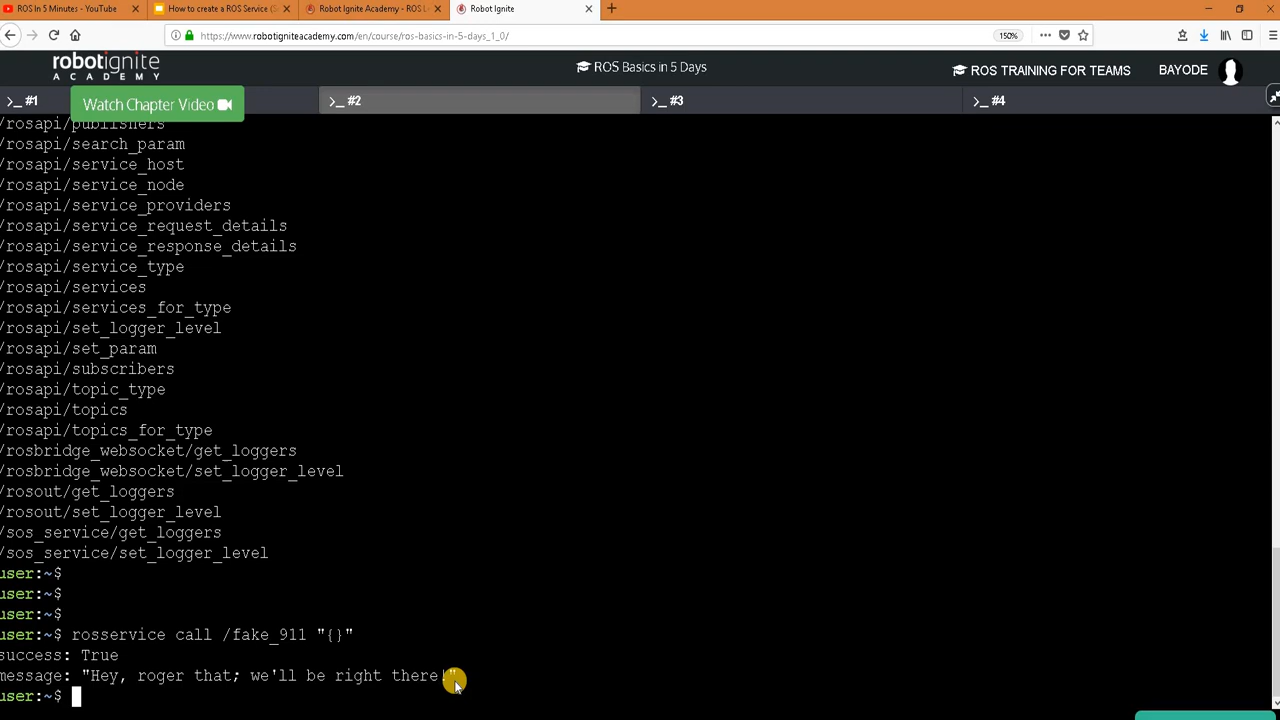 ROS In 5 Minutes - YouTube
How to create a ROS Service (S
Robot Ignite Academy - ROS L
Robot Ignite
https://www.robotigniteacademy.com/en/course/ros-basics-in-5-days_1_0/
150%
robotignite
ACADEMY
ROS Basics in 5 Days
ROS TRAINING FOR TEAMS
BAYODE
>_ #1
Watch Chapter Video
>_ #2
>_ #3
>_ #4
/rosapi/publishers
/rosapi/search_param
/rosapi/service_host
/rosapi/service_node
/rosapi/service_providers
/rosapi/service_request_details
/rosapi/service_response_details
/rosapi/service_type
/rosapi/services
/rosapi/services_for_type
/rosapi/set_logger_level
/rosapi/set_param
/rosapi/subscribers
/rosapi/topic_type
/rosapi/topics
/rosapi/topics_for_type
/rosbridge_websocket/get_loggers
/rosbridge_websocket/set_logger_level
/rosout/get_loggers
/rosout/set_logger_level
/sos_service/get_loggers
/sos_service/set_logger_level
user:~$
user:~$
user:~$
user:~$ rosservice call /fake_911 "{}"
success: True
message: "Hey, roger that; we'll be right there!"
user:~$